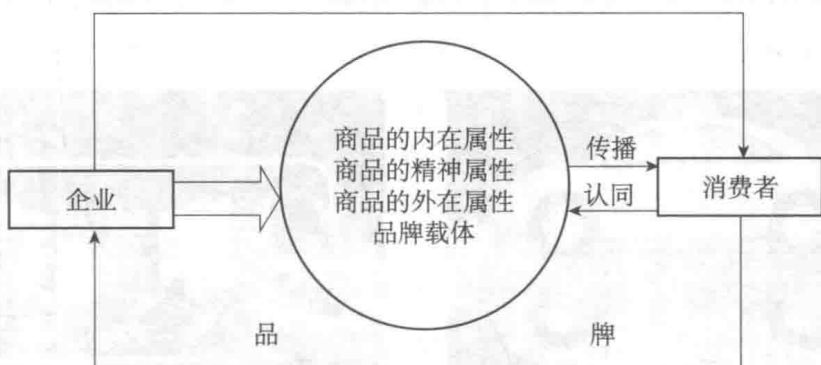 商品的内在属性
商品的精神属性
商品的外在属性
品牌载体
企业
传播
认同
消费者
品 牌